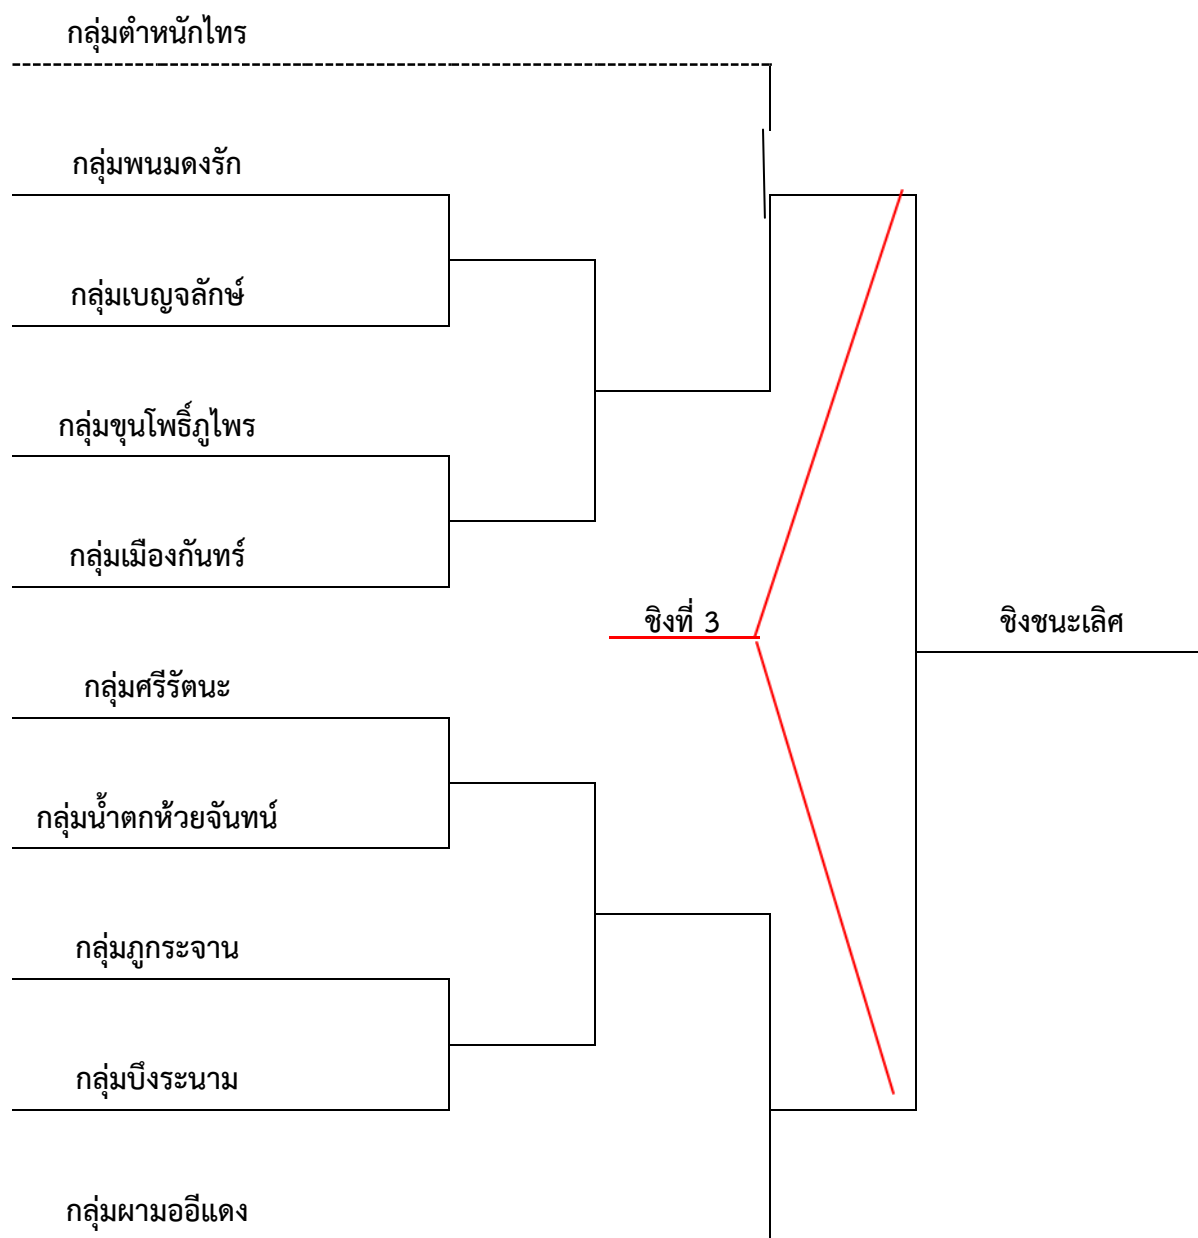 กลุ่มตำหนักไทร
กลุ่มพนมดงรัก
กลุ่มเบญจลักษ์
กลุ่มขุนโพธิ์ภูไพร
กลุ่มเมืองกันทร์
ชิงที่ 3
ชิงชนะเลิศ
กลุ่มศรีรัตนะ
กลุ่มน้ำตกห้วยจันทน์
กลุ่มภูกระจาน
กลุ่มบึงระนาม
กลุ่มผามออีแดง